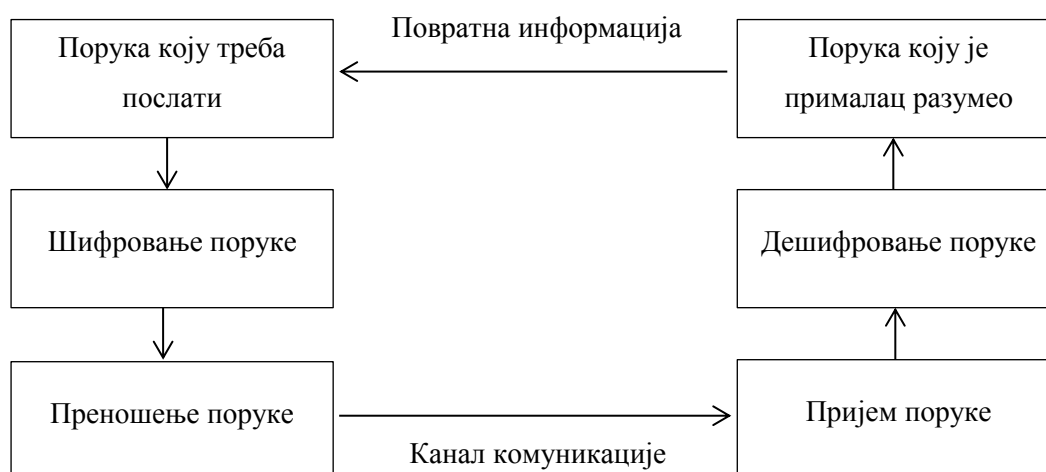 Порука коју треба
послати
Повратна информација
Порука коју је
прималац разумео
Шифровање поруке
Дешифровање поруке
Преношење поруке
Канал комуникације
Пријем поруке